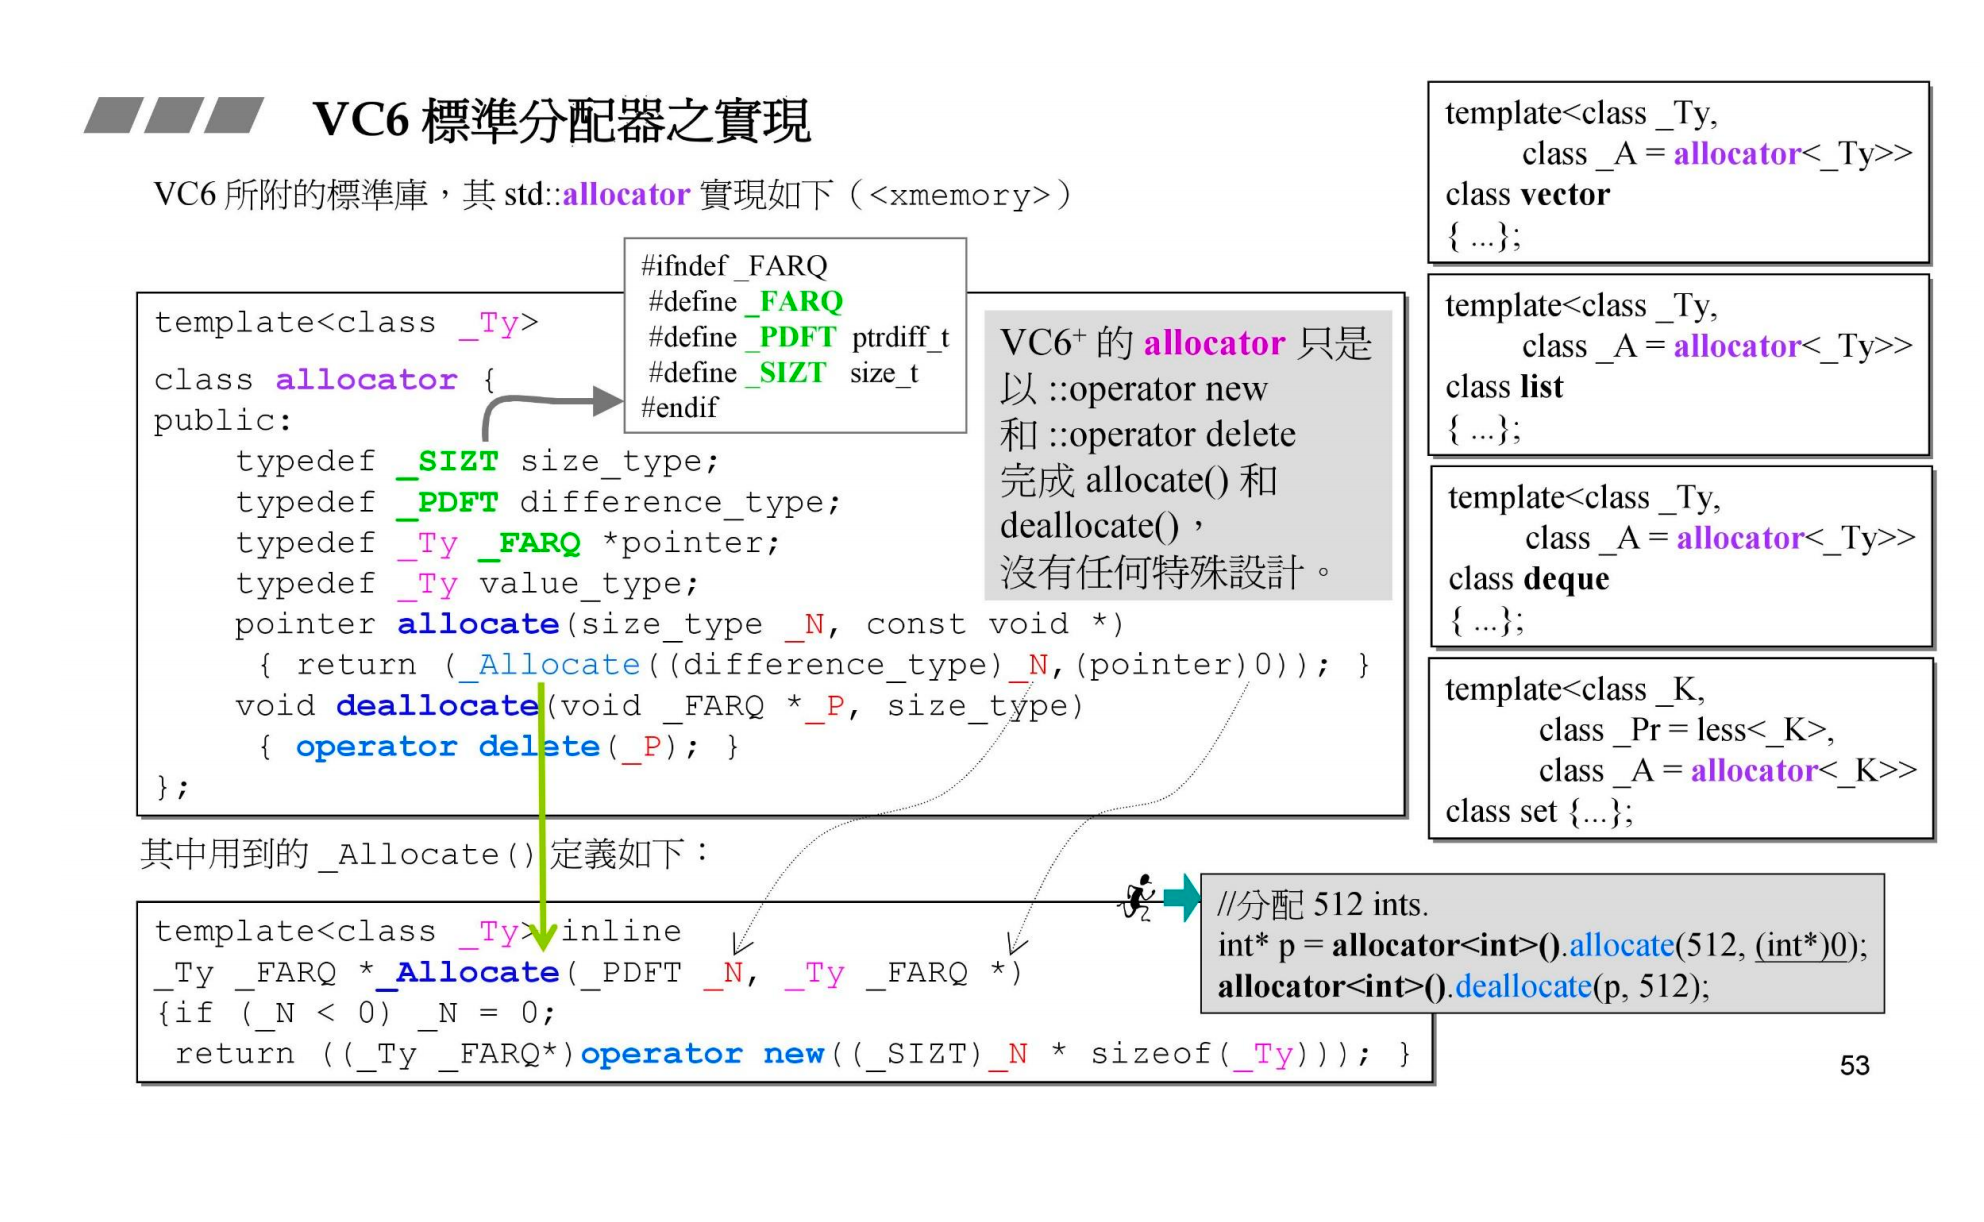 VC6 標準分配器之實現
VC6 所附的標準庫，其 std::allocator 實現如下（<xmemory>）
#ifndef _FARQ
#define _FARQ
#define _PDFT ptrdiff_t
#define _SIZT size_t
#endif
template<class _Ty>
class allocator {
public:
typedef _SIZT size_type;
typedef _PDFT difference_type;
typedef _Ty _FARQ *pointer;
typedef _Ty value_type;
pointer allocate(size_type _N, const void *)
{ return (_Allocate((difference_type)_N,(pointer)0)); }
void deallocate(void _FARQ *_P, size_type)
{ operator delete(_P); }
};
VC6+ 的 allocator 只是
以 ::operator new
和 ::operator delete
完成 allocate() 和
deallocate()，
沒有任何特殊設計。
其中用到的 _Allocate() 定義如下：
template<class _Ty> inline
_Ty _FARQ *_Allocate(_PDFT _N, _Ty _FARQ *)
{if (_N < 0) _N = 0;
return ((_Ty _FARQ*)operator new((_SIZT)_N * sizeof(_Ty))); }
template<class _Ty,
class _A = allocator<_Ty>>
class vector
{ ...};
template<class _Ty,
class _A = allocator<_Ty>>
class list
{ ...};
template<class _Ty,
class _A = allocator<_Ty>>
class deque
{ ...};
template<class _K,
class _Pr = less<_K>,
class _A = allocator<_K>>
class set {...};
//分配 512 ints.
int* p = allocator<int>().allocate(512, (int*)0);
allocator<int>().deallocate(p, 512);
53